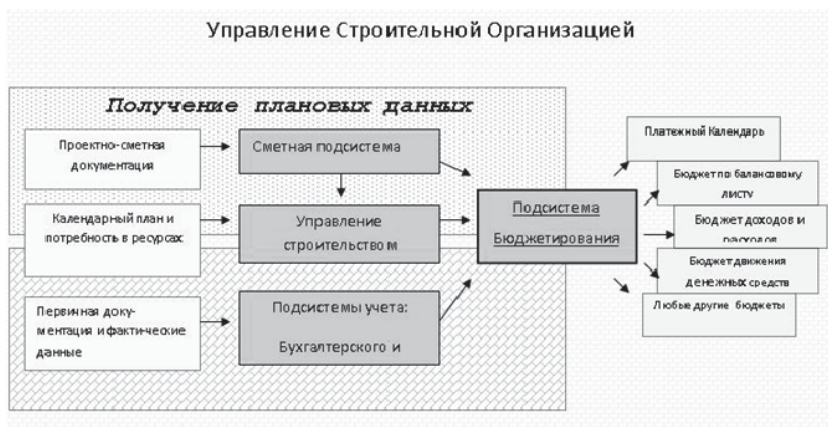 Управление Строительной Организацией
Получение плановых данных
Проектно-сметная
документация
Сметная подсистема
Календарный план и
потребность в ресурсах
Управление
строительством
Первичная доку-
ментация и фактические
данные
Подсистемы учета:
Бухгалтерского и
Подсистема
Бюджетирования
Платежный Календарь
Бюджет по балансовому
листу
Бюджет доходов и
расходов
Бюджет движения
денежных средств
Любые другие бюджеты